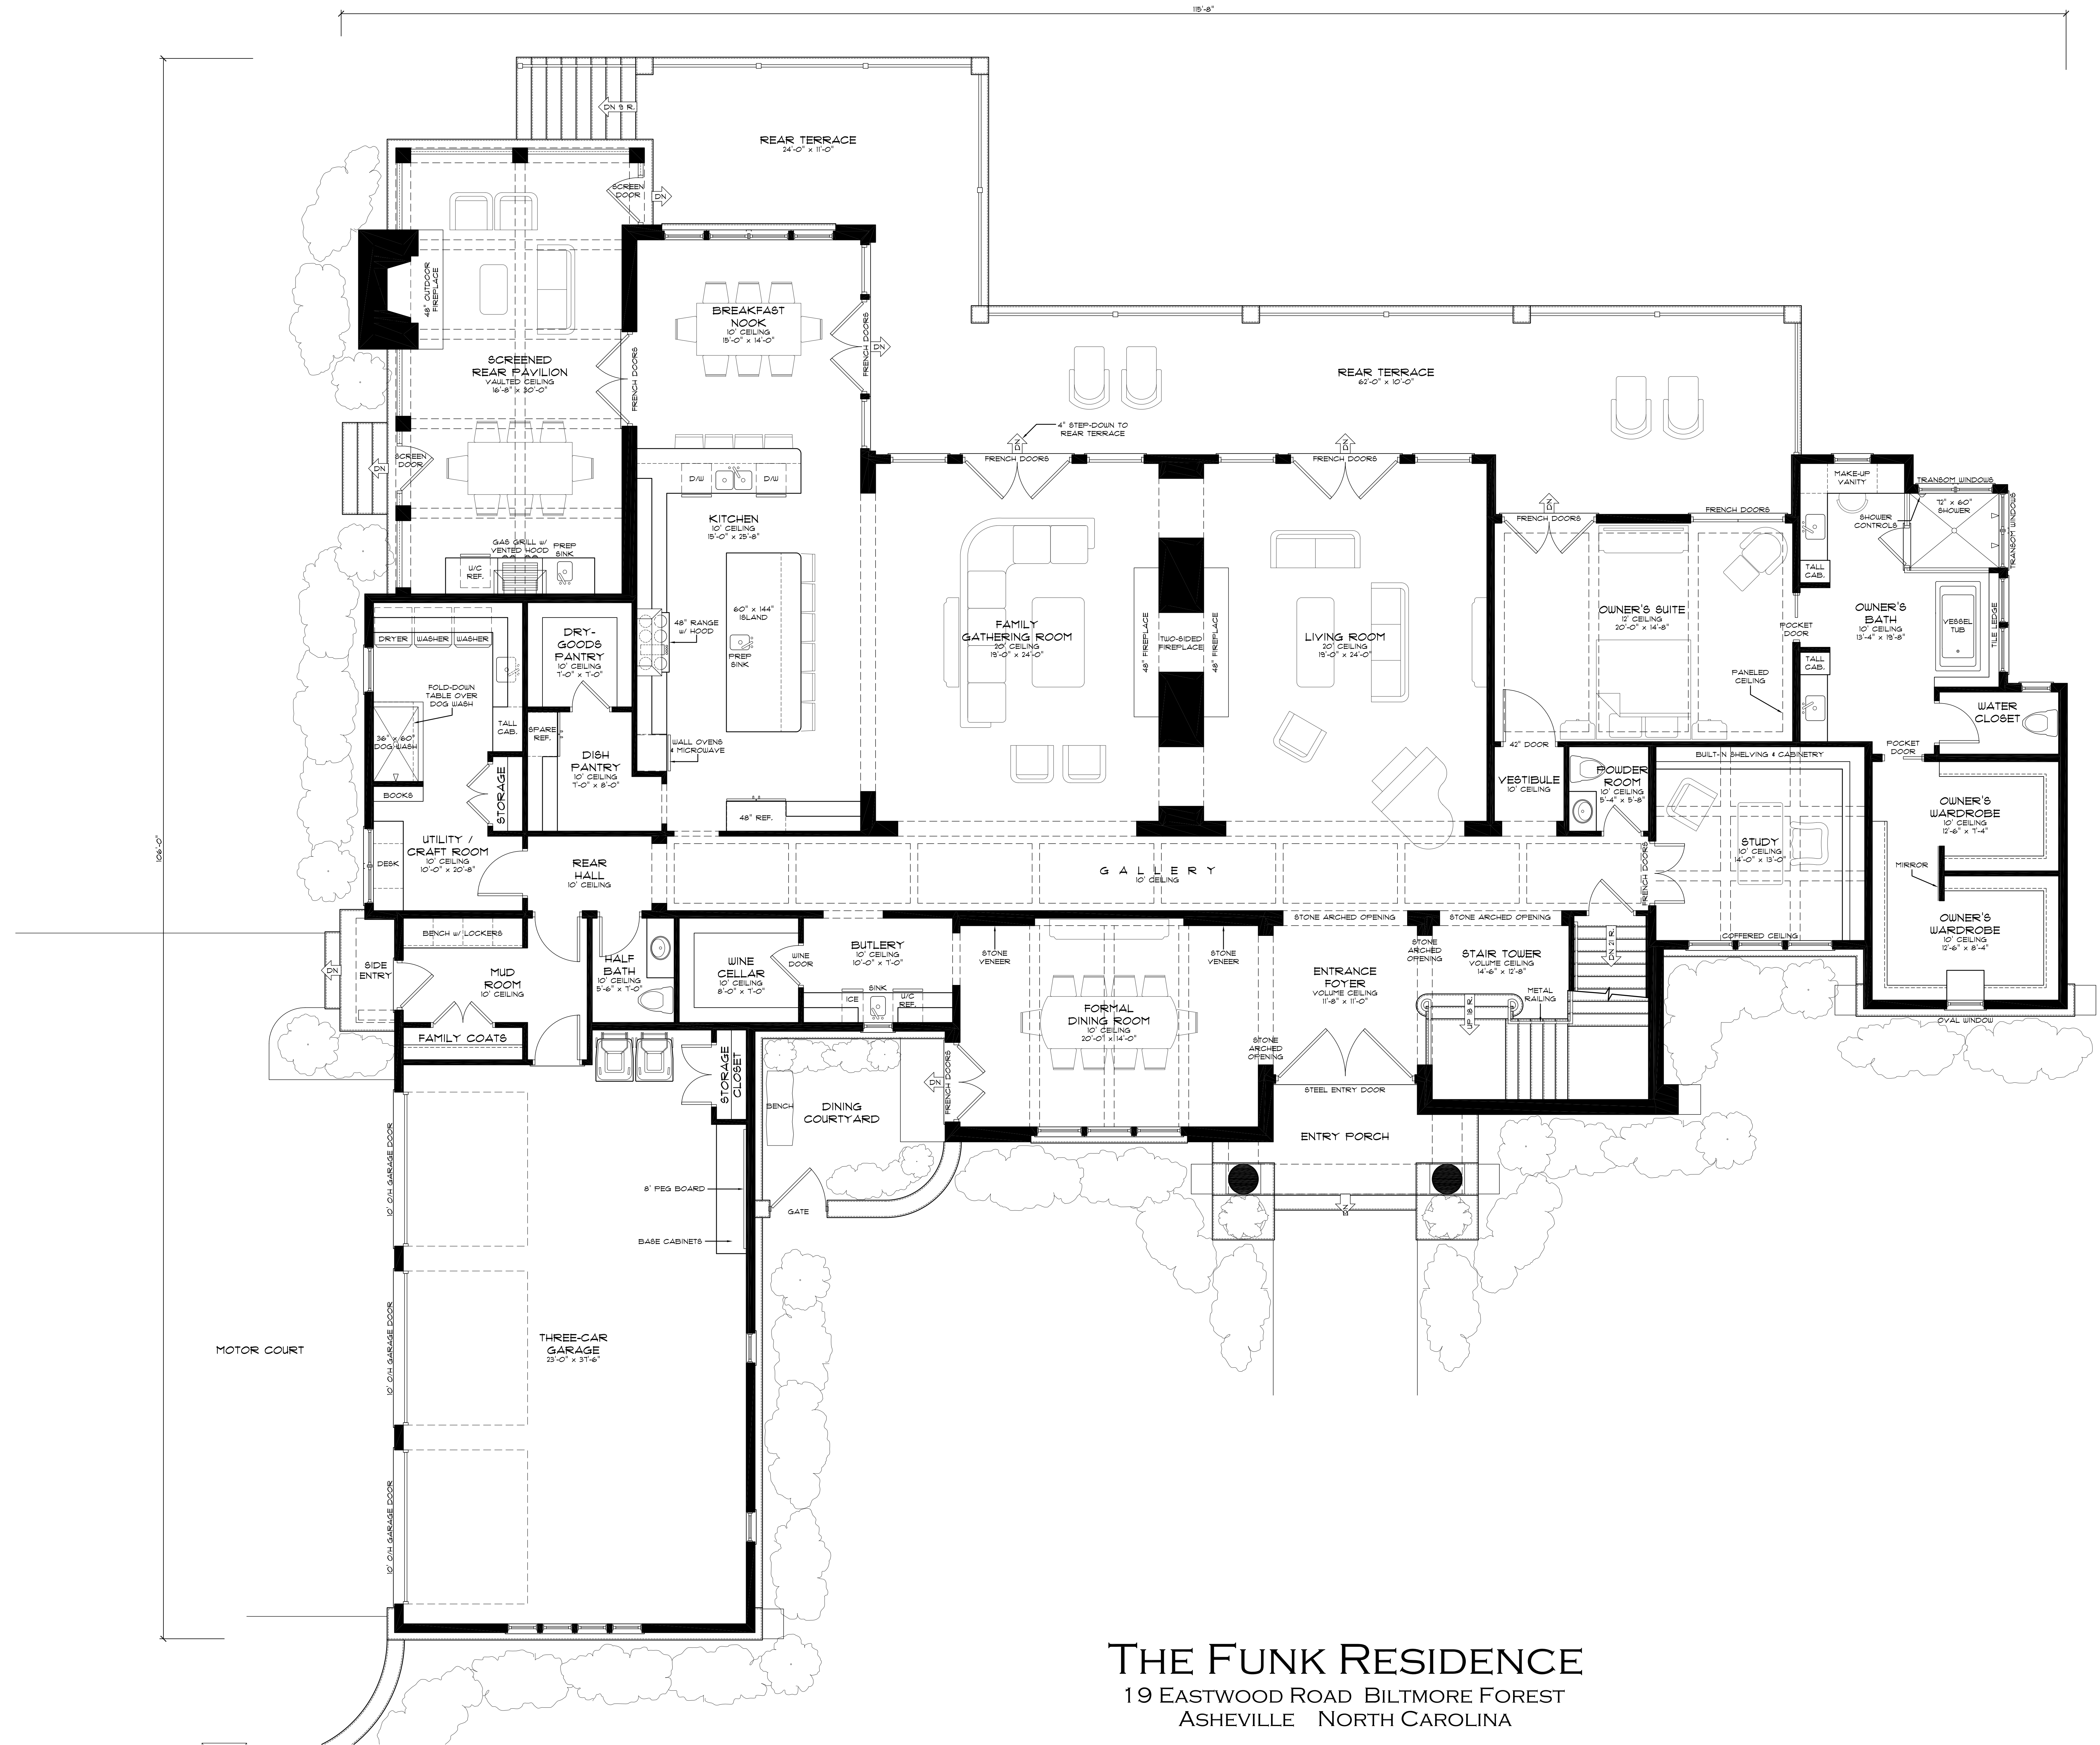 115'-8"
106'-0"
DN 9 R.
REAR TERRACE
24'-0" x 11'-0"
SCREEN
DOOR
DN
48" OUTDOOR
FIREPLACE
BREAKFAST
NOOK
10' CEILING
15'-0" x 14'-0"
FRENCH DOORS
DN
FRENCH DOORS
SCREENED
REAR PAVILION
VAULTED CEILING
16'-8" x 30'-0"
REAR TERRACE
62'-0" x 10'-0"
4" STEP-DOWN TO
REAR TERRACE
DN
SCREEN
DOOR
DN
FRENCH DOORS
DN
FRENCH DOORS
D/W
D/W
KITCHEN
10' CEILING
15'-0" x 25'-8"
GAS GRILL w/
VENTED HOOD
PREP
SINK
U/C
REF.
DN
FRENCH DOORS
FRENCH DOORS
MAKE-UP
VANITY
TRANSOM WINDOWS
72" x 60"
SHOWER
SHOWER
CONTROLS
TRANSOM WINDOWS
TALL
CAB.
60" x 144"
ISLAND
PREP
SINK
48" RANGE
w/ HOOD
FAMILY
GATHERING ROOM
20' CEILING
19'-0" x 24'-0"
48" FIREPLACE
TWO-SIDED
FIREPLACE
48" FIREPLACE
LIVING ROOM
20' CEILING
19'-0" x 24'-0"
OWNER'S SUITE
12' CEILING
20'-0" x 14'-8"
POCKET
DOOR
OWNER'S
BATH
10' CEILING
13'-4" x 19'-8"
VESSEL
TUB
TILE LEDGE
TALL
CAB.
PANELED
CEILING
WATER
CLOSET
POCKET
DOOR
DRYER
WASHER
WASHER
DRY-
GOODS
PANTRY
10' CEILING
7'-0" x 7'-0"
FOLD-DOWN
TABLE OVER
DOG WASH
36" x 60"
DOG WASH
TALL
CAB.
SPARE
REF.
DISH
PANTRY
10' CEILING
7'-0" x 8'-0"
WALL OVENS
& MICROWAVE
48" REF.
BOOKS
STORAGE
UTILITY /
CRAFT ROOM
10' CEILING
10'-0" x 20'-8"
DESK
REAR
HALL
10' CEILING
GALLERY
10' CEILING
42" DOOR
VESTIBULE
10' CEILING
POWDER
ROOM
10' CEILING
5'-4" x 5'-8"
BUILT-IN SHELVING & CABINETRY
FRENCH DOORS
STUDY
10' CEILING
14'-0" x 13'-0"
COFFERED CEILING
OWNER'S
WARDROBE
10' CEILING
12'-6" x 7'-4"
MIRROR
OWNER'S
WARDROBE
10' CEILING
12'-6" x 8'-4"
OVAL WINDOW
BENCH w/ LOCKERS
SIDE
ENTRY
DN
MUD
ROOM
10' CEILING
FAMILY COATS
HALF
BATH
10' CEILING
5'-6" x 7'-0"
WINE
CELLAR
10' CEILING
8'-0" x 7'-0"
WINE
DOOR
BUTLERY
10' CEILING
10'-0" x 7'-0"
ICE
SINK
U/C
REF.
STONE
VENEER
STONE
VENEER
STONE ARCHED OPENING
STONE ARCHED OPENING
STONE
ARCHED
OPENING
ENTRANCE
FOYER
VOLUME CEILING
11'-8" x 11'-0"
STAIR TOWER
VOLUME CEILING
14'-6" x 12'-8"
METAL
RAILING
DN 21 R.
UP 18 R.
FORMAL
DINING ROOM
10' CEILING
20'-0" x 14'-0"
STONE
ARCHED
OPENING
STEEL ENTRY DOOR
ENTRY PORCH
DN
STORAGE
CLOSET
BENCH
DINING
COURTYARD
DN
FRENCH DOORS
GATE
8' PEG BOARD
BASE CABINETS
10' O/H GARAGE DOOR
10' O/H GARAGE DOOR
10' O/H GARAGE DOOR
MOTOR COURT
THREE-CAR
GARAGE
23'-0" x 37'-6"
THE FUNK RESIDENCE
19 EASTWOOD ROAD BILTMORE FOREST
ASHEVILLE NORTH CAROLINA